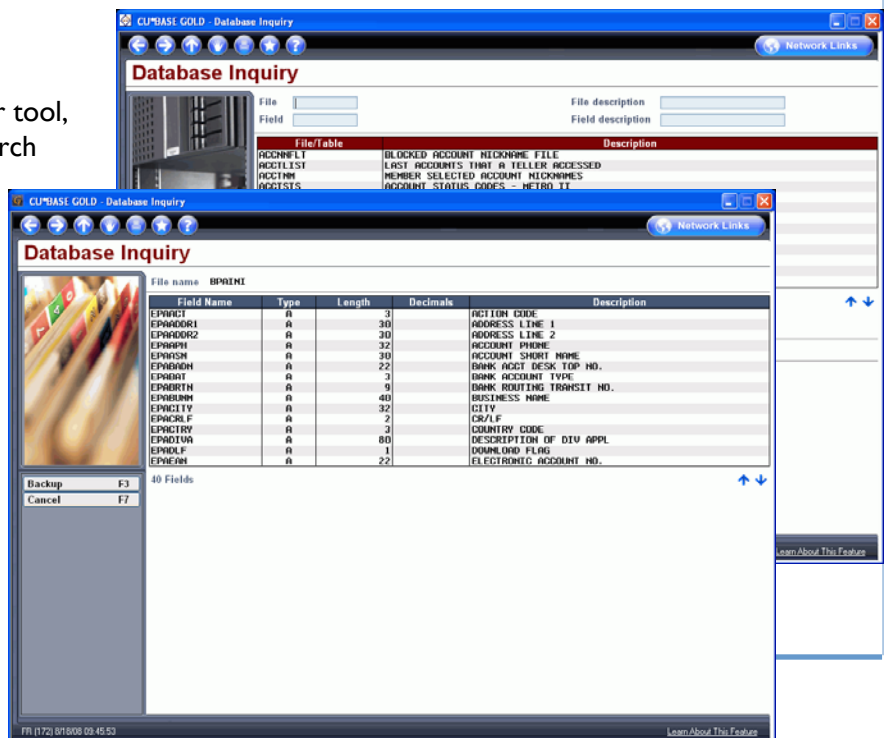 r tool,
rch
CU*BASE GOLD - Database Inquiry
Network Links
Database Inquiry
File
File description
Field
Field description
File/Table Description
ACCNNFLT BLOCKED ACCOUNT NICKNAME FILE
ACCTLIST LAST ACCOUNTS THAT A TELLER ACCESSED
ACCTNM MEMBER SELECTED ACCOUNT NICKNAMES
ACCTSTS ACCOUNT STATUS CODES - METRO II
Learn About This Feature
CU*BASE GOLD - Database Inquiry
Network Links
Database Inquiry
File name BPAINI
Field Name Type Length Decimals Description
EPAACT A 3 ACTION CODE
EPAADDR1 A 30 ADDRESS LINE 1
EPAADDR2 A 30 ADDRESS LINE 2
EPAAPH A 32 ACCOUNT PHONE
EPAASN A 30 ACCOUNT SHORT NAME
EPABADN A 22 BANK ACCT DESK TOP NO.
EPABAT A 3 BANK ACCOUNT TYPE
EPABRTN A 9 BANK ROUTING TRANSIT NO.
EPABUNM A 40 BUSINESS NAME
EPACITY A 32 CITY
EPACRLF A 2 CR/LF
EPACTRY A 3 COUNTRY CODE
EPADIVA A 80 DESCRIPTION OF DIV APPL
EPADLF A 1 DOWNLOAD FLAG
EPAEAN A 22 ELECTRONIC ACCOUNT NO.
40 Fields
Backup F3
Cancel F7
FR (172) 8/18/08 09:45:53
Learn About This Feature